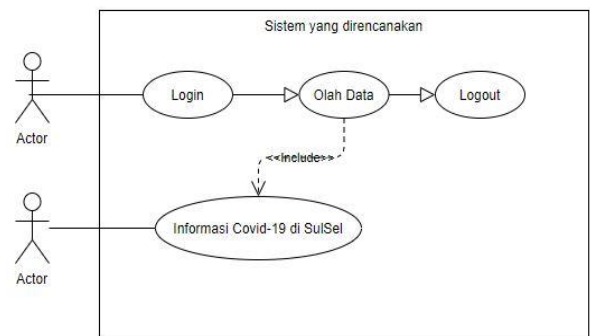 Sistem yang direncanakan
Login
Olah Data
Logout
Actor
<<Include>>
Informasi Covid-19 di SulSel
Actor